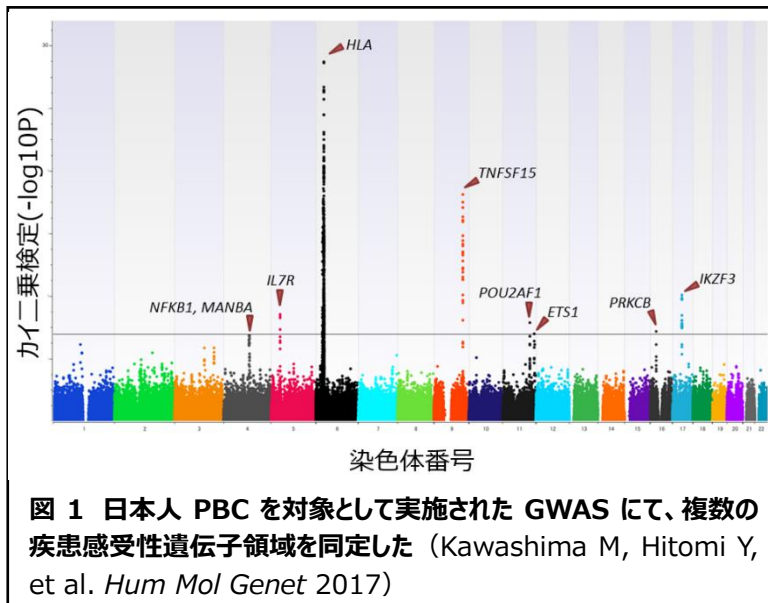 30
HLA
TNFSF15
IL7R
IKZF3
NFKB1, MANBA
POU2AF1
ETS1
PRKCB
カイ二乗検定(-log10P)
1 2 3 4 5 6 7 8 9 10 11 12 13 14 15 16 17 18 19 20 21 22
染色体番号
図 1 日本人 PBC を対象として実施された GWAS にて、複数の
疾患感受性遺伝子領域を同定した（Kawashima M, Hitomi Y,
et al. Hum Mol Genet 2017）